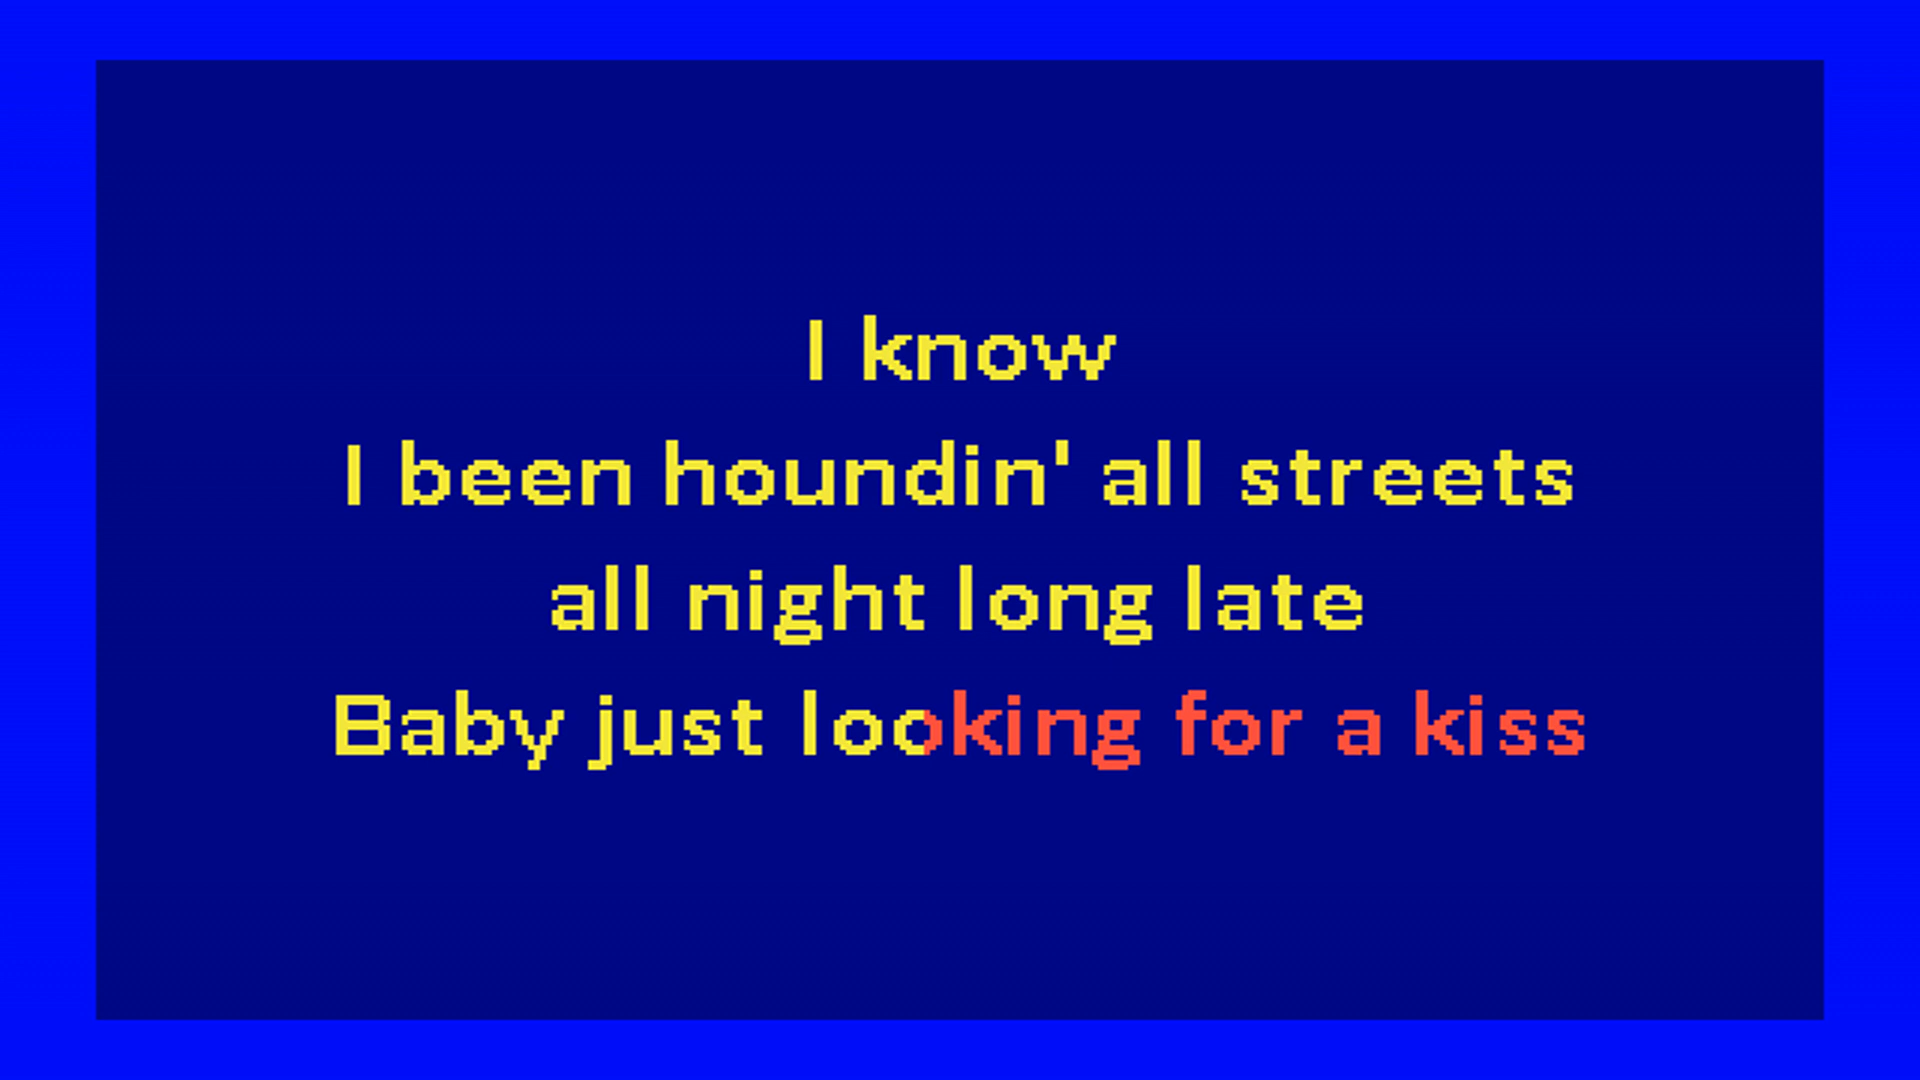 I know
I been houndin' all streets
all night long late
Baby just looking for a kiss